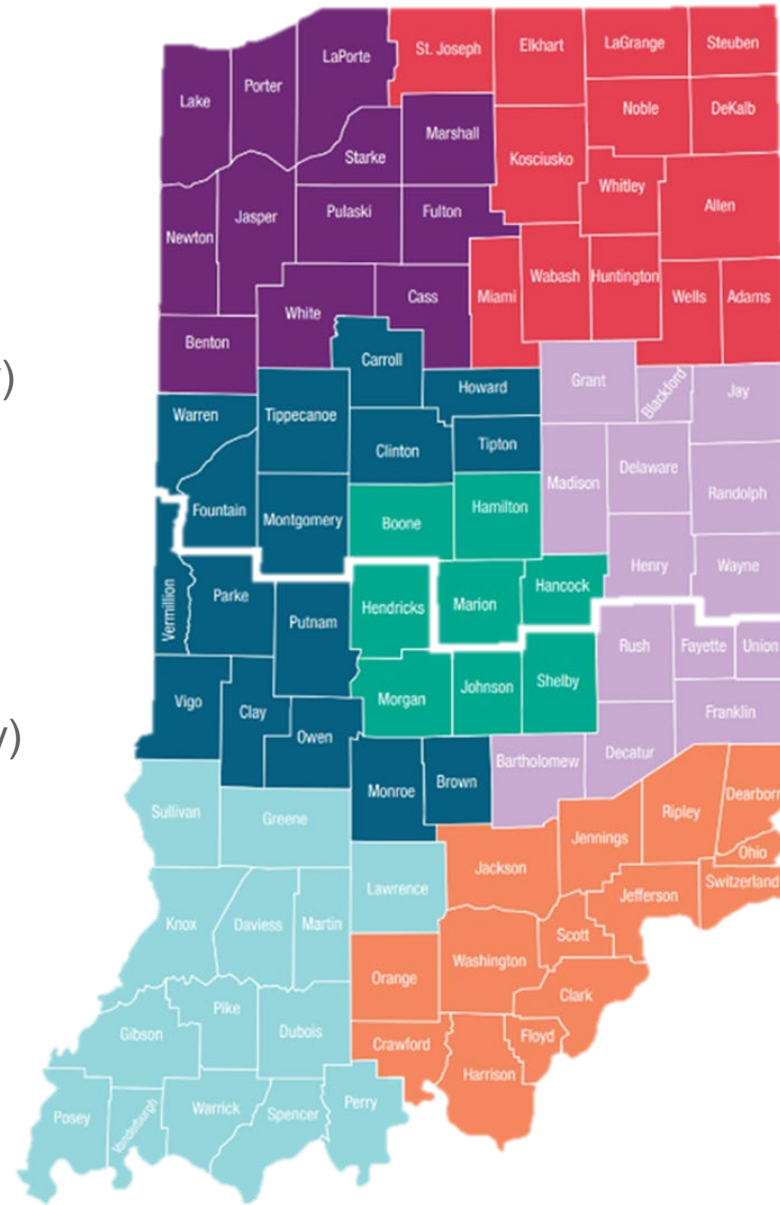 St. Joseph
Elkhart
LaGrange
Steuben
LaPorte
Porter
Lake
Noble
DeKalb
Marshall
Starke
Kosciusko
Whitley
Allen
Pulaski
Fulton
Jasper
Newton
Miami
Wabash
Huntington
Wells
Adams
White
Cass
Benton
Carroll
)
Warren
Tippecanoe
Howard
Grant
Blackford
Jay
Clinton
Tipton
Madison
Delaware
Randolph
Fountain
Montgomery
Boone
Hamilton
Henry
Wayne
Vermillion
Parke
Putnam
Hendricks
Marion
Hancock
Rush
Fayette
Union
Vigo
Clay
Owen
Morgan
Johnson
Shelby
Franklin
y)
Monroe
Brown
Bartholomew
Decatur
Sullivan
Greene
Jennings
Ripley
Dearborn
Ohio
Switzerland
Lawrence
Jackson
Jefferson
Knox
Daviess
Martin
Orange
Washington
Scott
Clark
Gibson
Pike
Dubois
Crawford
Floyd
Harrison
Posey
Vanderburgh
Warrick
Spencer
Perry